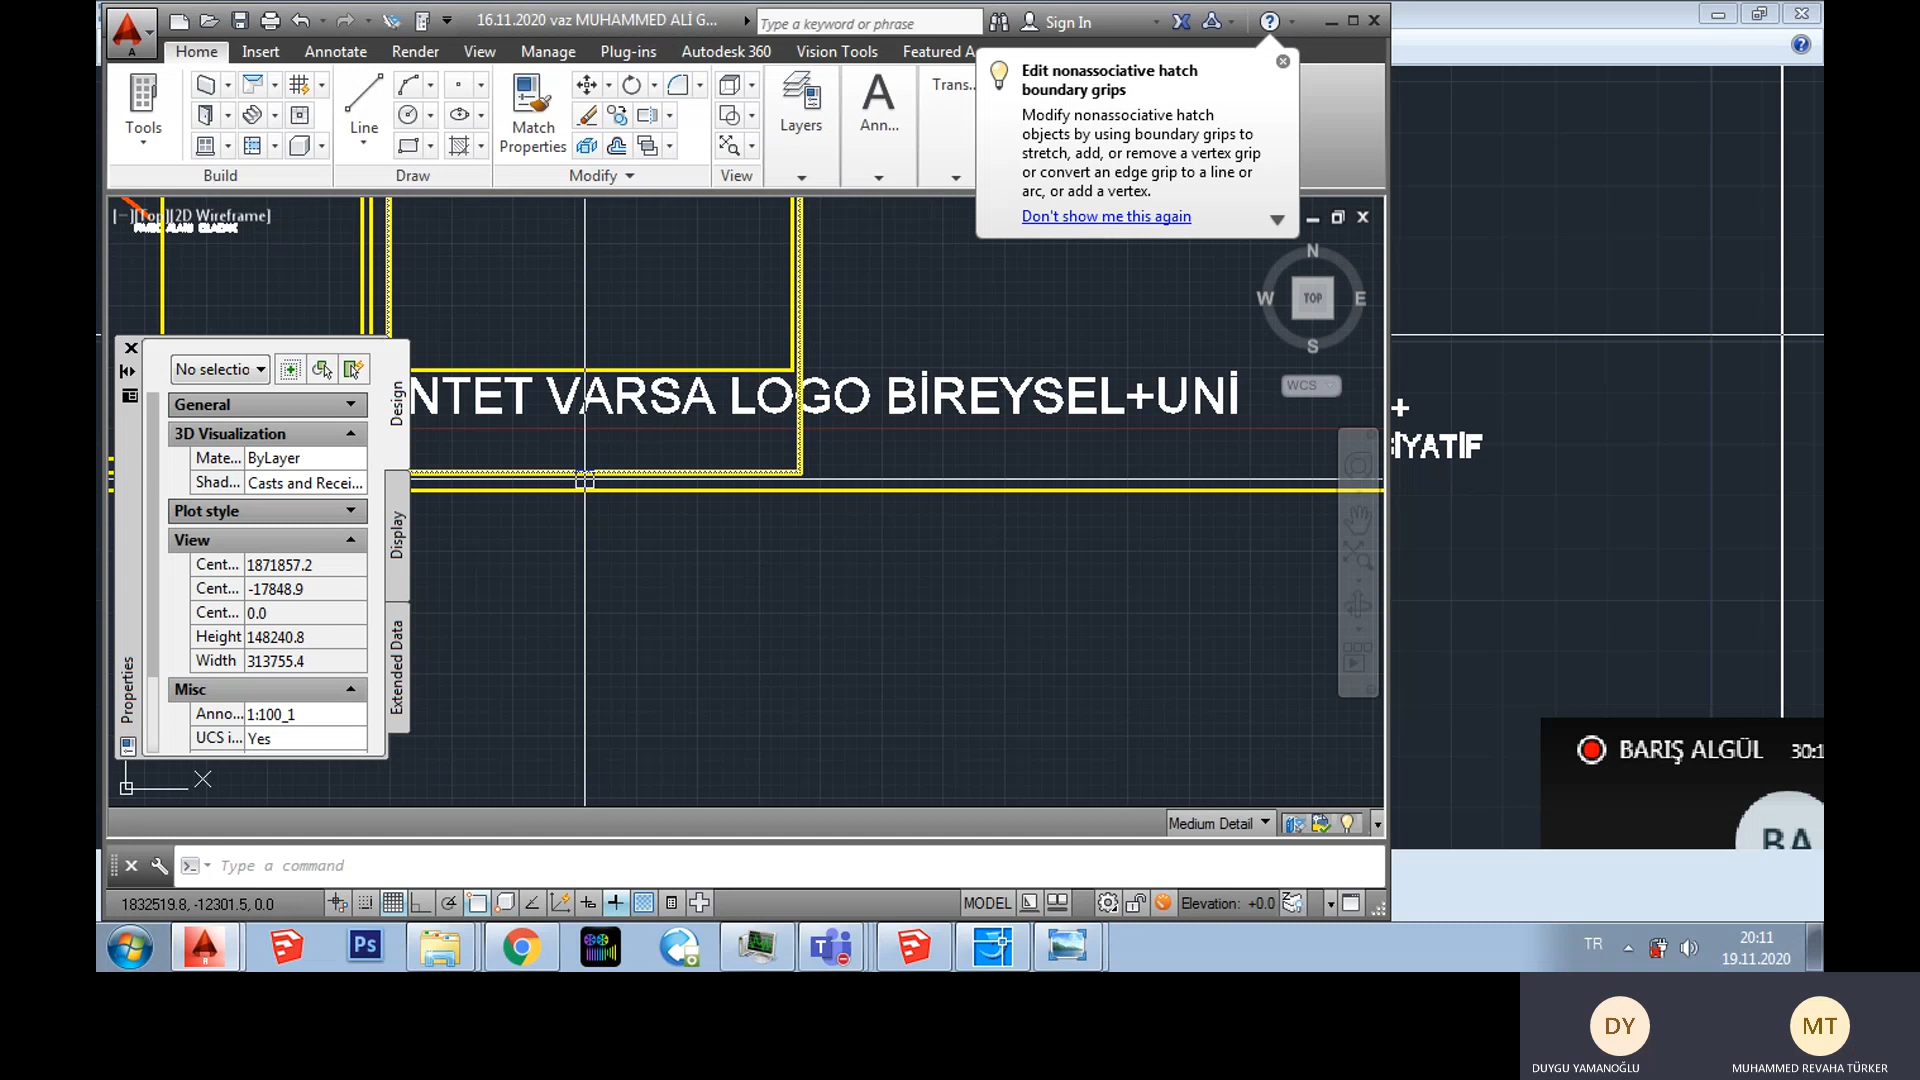 16.11.2020 vaz MUHAMMED ALİ G...
Type a keyword or phrase
Sign In
Home Insert Annotate Render View Manage Plug-ins Autodesk 360 Vision Tools Featured A
Edit nonassociative hatch
boundary grips
Modify nonassociative hatch
objects by using boundary grips to
stretch, add, or remove a vertex grip
or convert an edge grip to a line or
arc, or add a vertex.
Don't show me this again
Tools
Line
Match
Properties
Layers
Ann...
Trans..
Build Draw Modify View
[−][Top][2D Wireframe]
N
W TOP E
S
WCS
NTET VARSA LOGO BİREYSEL+UNİ
+
İYATİF
No selectio
General
3D Visualization
Mate... ByLayer
Shad... Casts and Recei...
Plot style
View
Cent... 1871857.2
Cent... -17848.9
Cent... 0.0
Height 148240.8
Width 313755.4
Misc
Anno... 1:100_1
UCS i... Yes
Design
Display
Extended Data
Properties
BARIŞ ALGÜL 30:1
BA
Medium Detail
Type a command
1832519.8, -12301.5, 0.0
MODEL
Elevation: +0.0
Ps
TR
20:11
19.11.2020
DY
MT
DUYGU YAMANOĞLU
MUHAMMED REVAHA TÜRKER